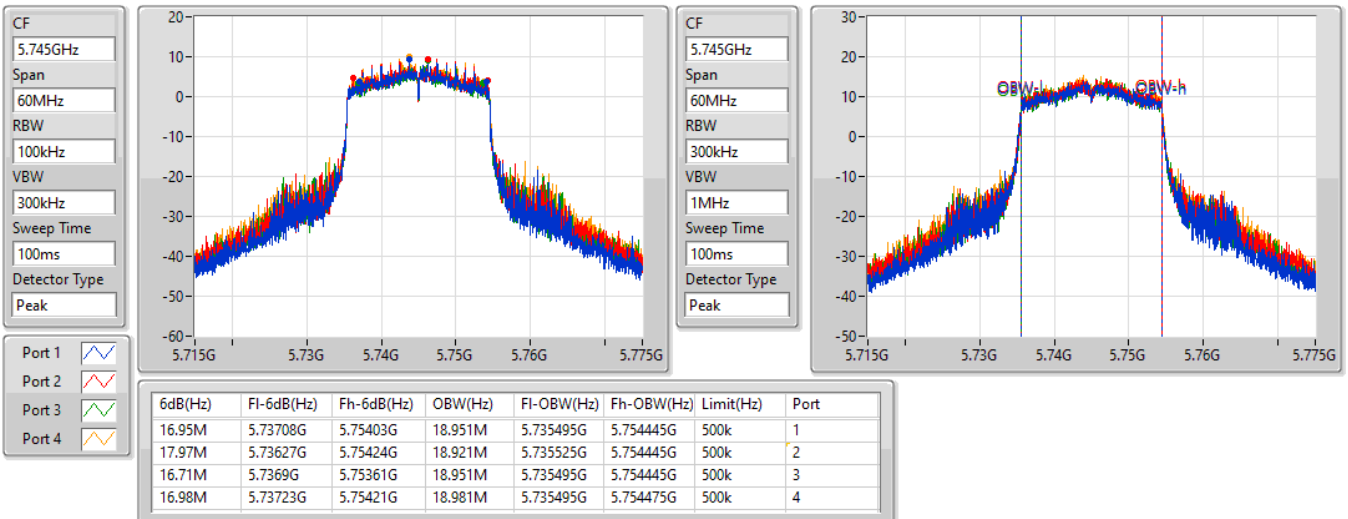 CF
5.745GHz
Span
60MHz
RBW
100kHz
VBW
300kHz
Sweep Time
100ms
Detector Type
Peak
20
10
0
-10
-20
-30
-40
-50
-60
5.715G 5.73G 5.74G 5.75G 5.76G 5.775G
CF
5.745GHz
Span
60MHz
RBW
300kHz
VBW
1MHz
Sweep Time
100ms
Detector Type
Peak
30
20
10
0
-10
-20
-30
-40
-50
OBW-l OBW-h
5.715G 5.73G 5.74G 5.75G 5.76G 5.775G
Port 1
Port 2
Port 3
Port 4
6dB(Hz) Fl-6dB(Hz) Fh-6dB(Hz) OBW(Hz) Fl-OBW(Hz) Fh-OBW(Hz) Limit(Hz) Port
16.95M 5.73708G 5.75403G 18.951M 5.735495G 5.754445G 500k 1
17.97M 5.73627G 5.75424G 18.921M 5.735525G 5.754445G 500k 2
16.71M 5.7369G 5.75361G 18.951M 5.735495G 5.754445G 500k 3
16.98M 5.73723G 5.75421G 18.981M 5.735495G 5.754475G 500k 4